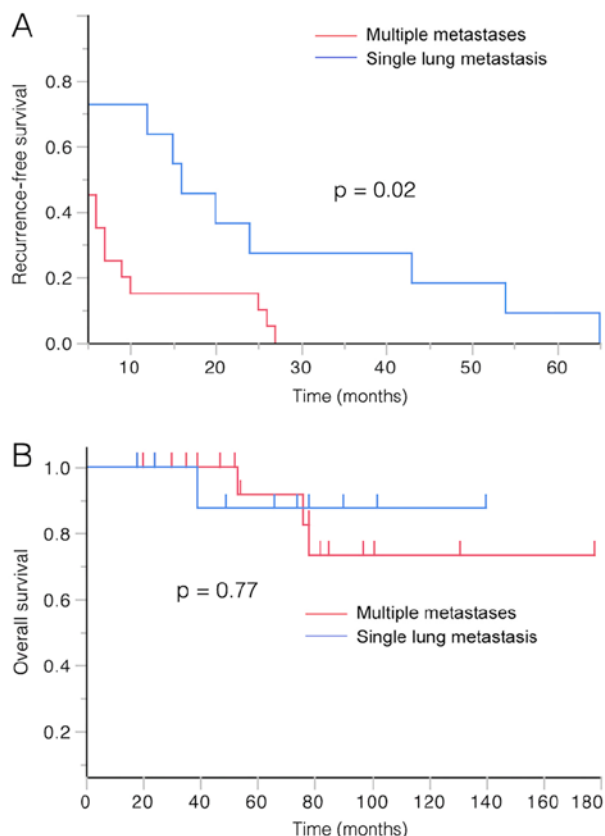 A
Multiple metastases
Single lung metastasis
0.8
0.6
0.4
0.2
0.0
Recurrence-free survival
p = 0.02
10 20 30 40 50 60
Time (months)
B
1.0
0.8
0.6
0.4
0.2
Overall survival
p = 0.77
Multiple metastases
Single lung metastasis
0 20 40 60 80 100 120 140 160 180
Time (months)